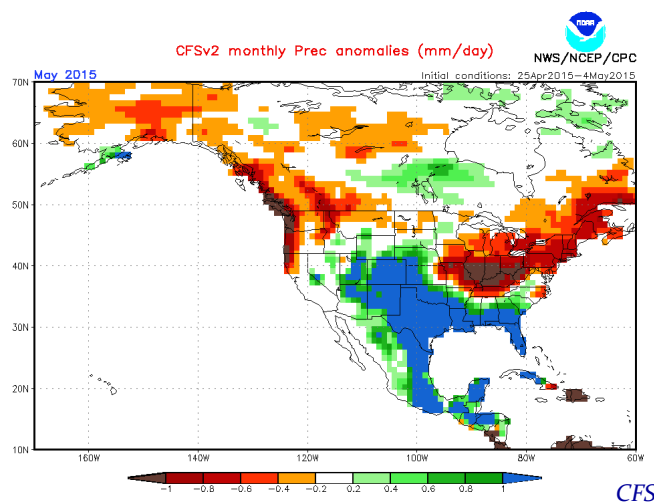 NOAA
NWS/NCEP/CPC
CFSv2 monthly Prec anomalies (mm/day)
May 2015
Initial conditions: 25Apr2015-4May2015
70N
60N
50N
40N
30N
20N
10N
160W 140W 120W 100W 80W 60W
-1 -0.8 -0.6 -0.4 -0.2 0.2 0.4 0.6 0.8 1
CFS